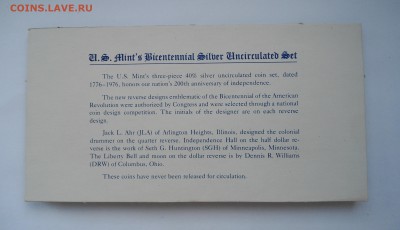 COINS.LAVE.RU
U.S. Mint's Bicentennial Silver Uncirculated Set
The U.S. Mint's three-piece 40% silver uncirculated coin set, dated
1776-1976, honors our nation's 200th anniversary of independence.
The new reverse designs emblematic of the Bicentennial of the American
Revolution were authorized by Congress and were selected through a national
coin design competition. The initials of the designer are on each reverse
design.
Jack L. Ahr (JLA) of Arlington Heights, Illinois, designed the colonial
drummer on the quarter reverse. Independence Hall on the half dollar re-
verse is the work of Seth G. Huntington (SGH) of Minneapolis, Minnesota.
The Liberty Bell and moon on the dollar reverse is by Dennis R. Williams
(DRW) of Columbus, Ohio.
These coins have never been released for circulation.